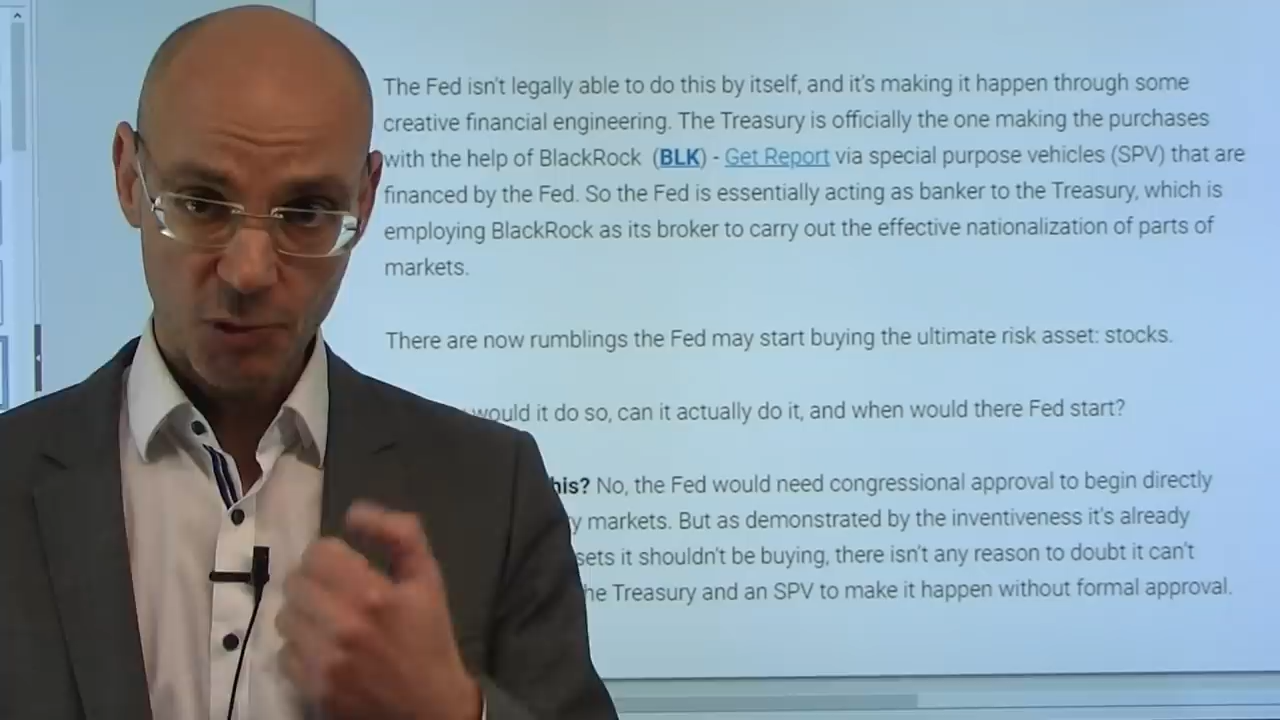 The Fed isn't legally able to do this by itself, and it's making it happen through some
creative financial engineering. The Treasury is officially the one making the purchases
with the help of BlackRock (BLK) - Get Report via special purpose vehicles (SPV) that are
financed by the Fed. So the Fed is essentially acting as banker to the Treasury, which is
employing BlackRock as its broker to carry out the effective nationalization of parts of
markets.
There are now rumblings the Fed may start buying the ultimate risk asset: stocks.
would it do so, can it actually do it, and when would there Fed start?
his? No, the Fed would need congressional approval to begin directly
y markets. But as demonstrated by the inventiveness it's already
sets it shouldn't be buying, there isn't any reason to doubt it can't
he Treasury and an SPV to make it happen without formal approval.